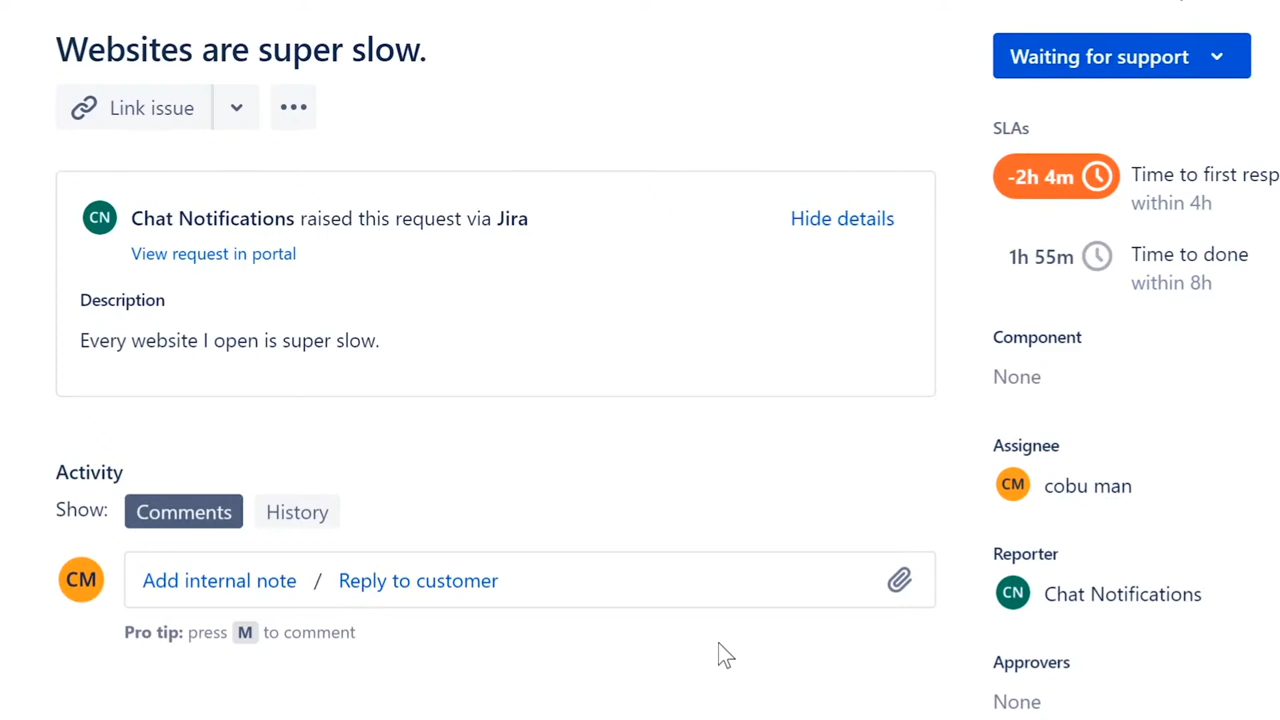 Websites are super slow.
Link issue
CN
Chat Notifications raised this request via Jira
Hide details
View request in portal
Description
Every website I open is super slow.
Activity
Show: Comments History
CM
Add internal note / Reply to customer
Pro tip: press M to comment
Waiting for support
SLAs
-2h 4m Time to first resp
within 4h
1h 55m Time to done
within 8h
Component
None
Assignee
CM cobu man
Reporter
CN Chat Notifications
Approvers
None